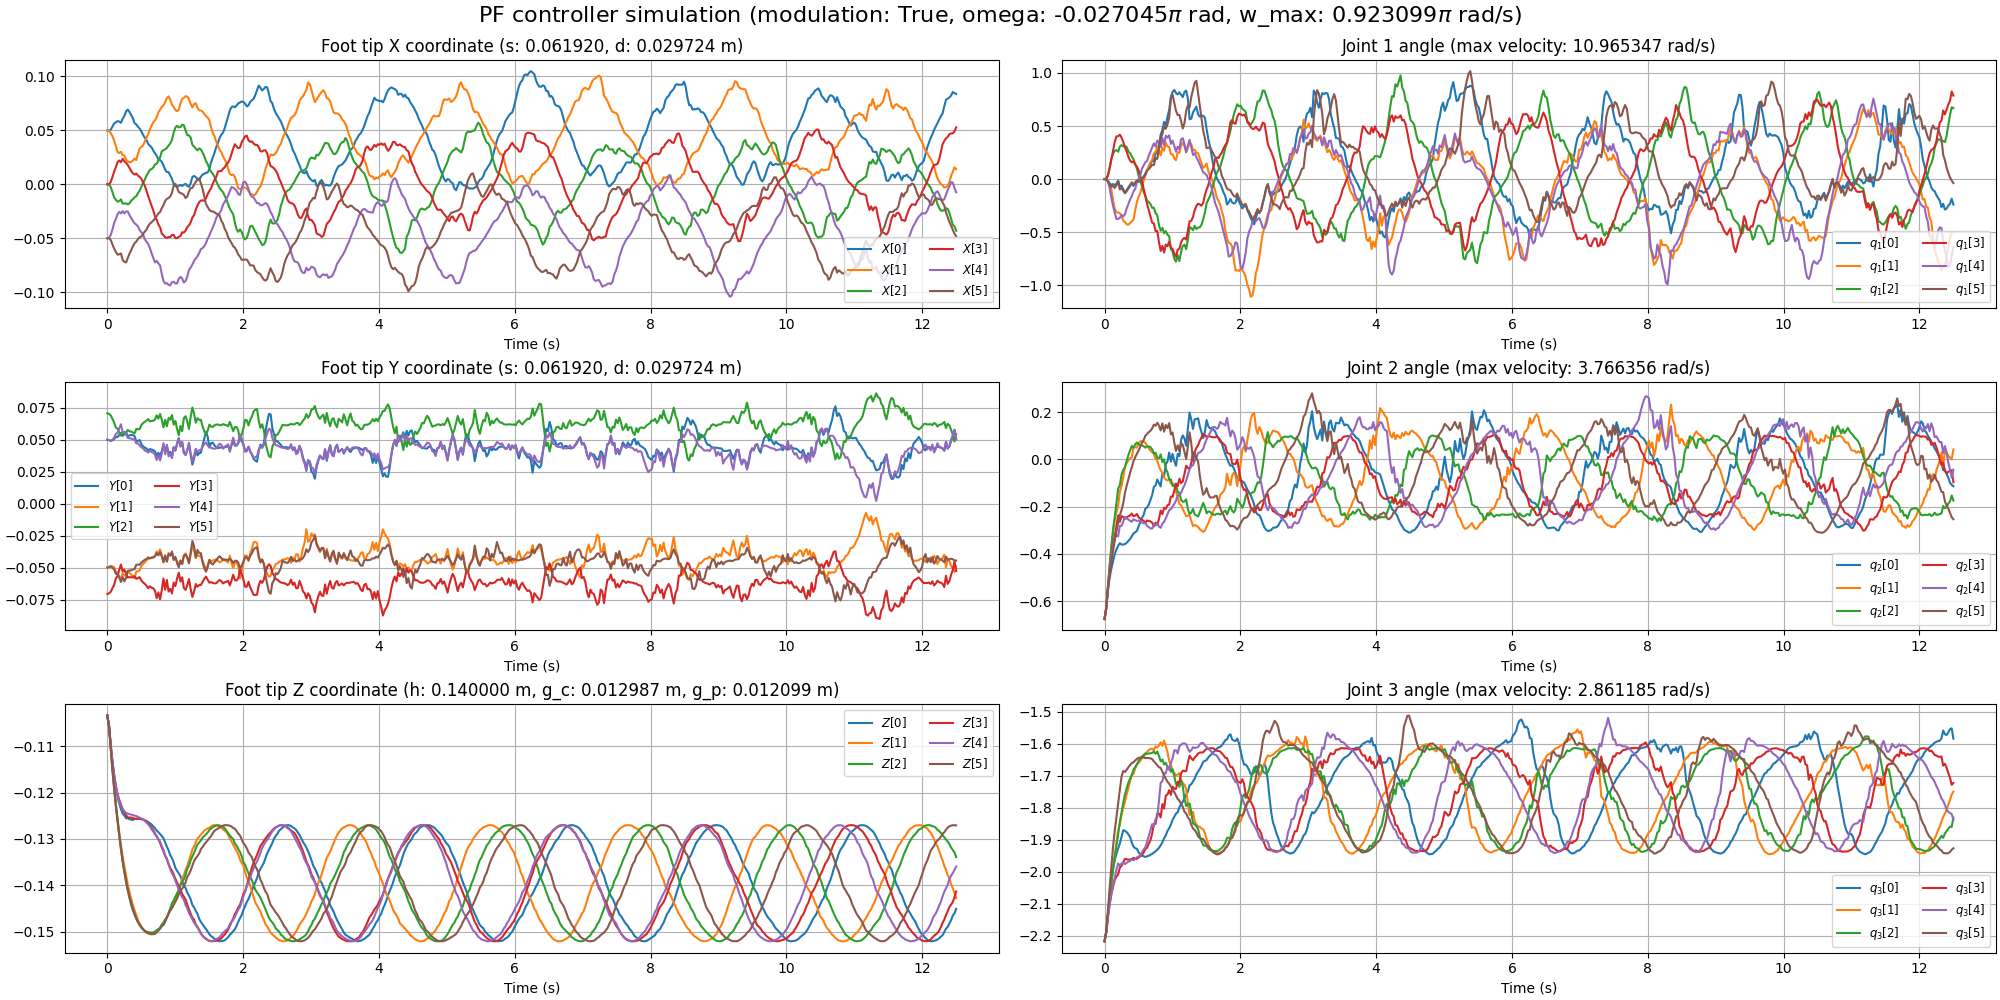 PF controller simulation (modulation: True, omega: -0.027045π rad, w_max: 0.923099π rad/s)
Foot tip X coordinate (s: 0.061920, d: 0.029724 m)
0.10
0.05
0.00
−0.05
−0.10
X[0] X[3]
X[1] X[4]
X[2] X[5]
0 2 4 6 8 10 12
Time (s)
Joint 1 angle (max velocity: 10.965347 rad/s)
1.0
0.5
0.0
−0.5
−1.0
q1[0] q1[3]
q1[1] q1[4]
q1[2] q1[5]
0 2 4 6 8 10 12
Time (s)
Foot tip Y coordinate (s: 0.061920, d: 0.029724 m)
0.075
0.050
0.025
0.000
−0.025
−0.050
−0.075
Y[0] Y[3]
Y[1] Y[4]
Y[2] Y[5]
0 2 4 6 8 10 12
Time (s)
Joint 2 angle (max velocity: 3.766356 rad/s)
0.2
0.0
−0.2
−0.4
−0.6
q2[0] q2[3]
q2[1] q2[4]
q2[2] q2[5]
0 2 4 6 8 10 12
Time (s)
Foot tip Z coordinate (h: 0.140000 m, g_c: 0.012987 m, g_p: 0.012099 m)
−0.11
−0.12
−0.13
−0.14
−0.15
Z[0] Z[3]
Z[1] Z[4]
Z[2] Z[5]
0 2 4 6 8 10 12
Time (s)
Joint 3 angle (max velocity: 2.861185 rad/s)
−1.5
−1.6
−1.7
−1.8
−1.9
−2.0
−2.1
−2.2
q3[0] q3[3]
q3[1] q3[4]
q3[2] q3[5]
0 2 4 6 8 10 12
Time (s)